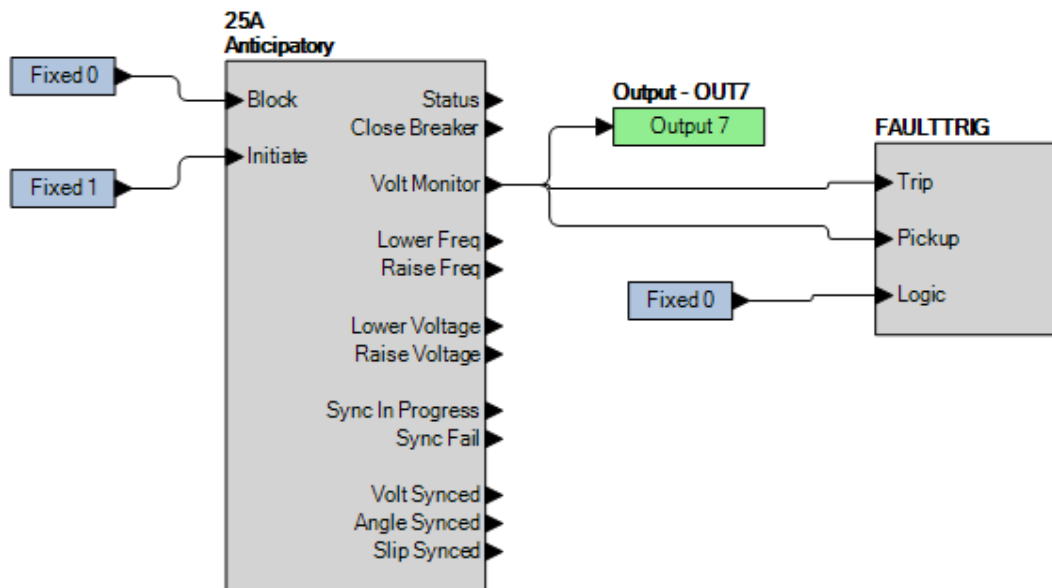 25A
Anticipatory
Fixed 0
Fixed 1
Block
Initiate
Status
Close Breaker
Volt Monitor
Lower Freq
Raise Freq
Lower Voltage
Raise Voltage
Sync In Progress
Sync Fail
Volt Synced
Angle Synced
Slip Synced
Output - OUT7
Output 7
Fixed 0
FAULTTRIG
Trip
Pickup
Logic